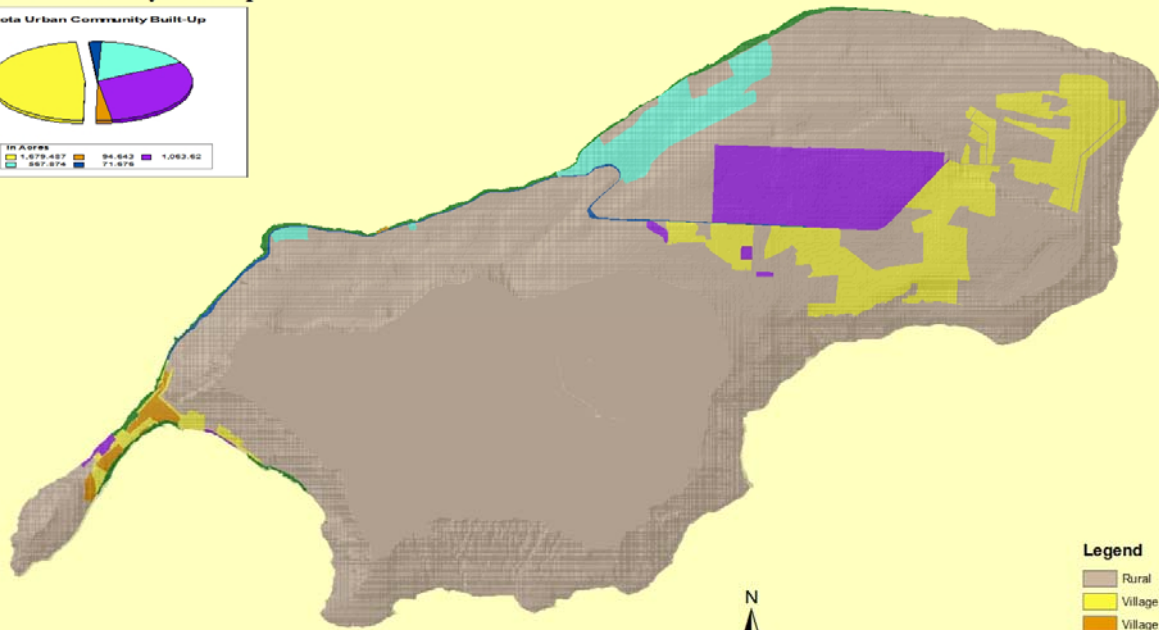 ota Urban Community Built-Up
In Acres
1,679.487 94.643 1,063.62
71.676
N
Legend
Rural
Village
Village